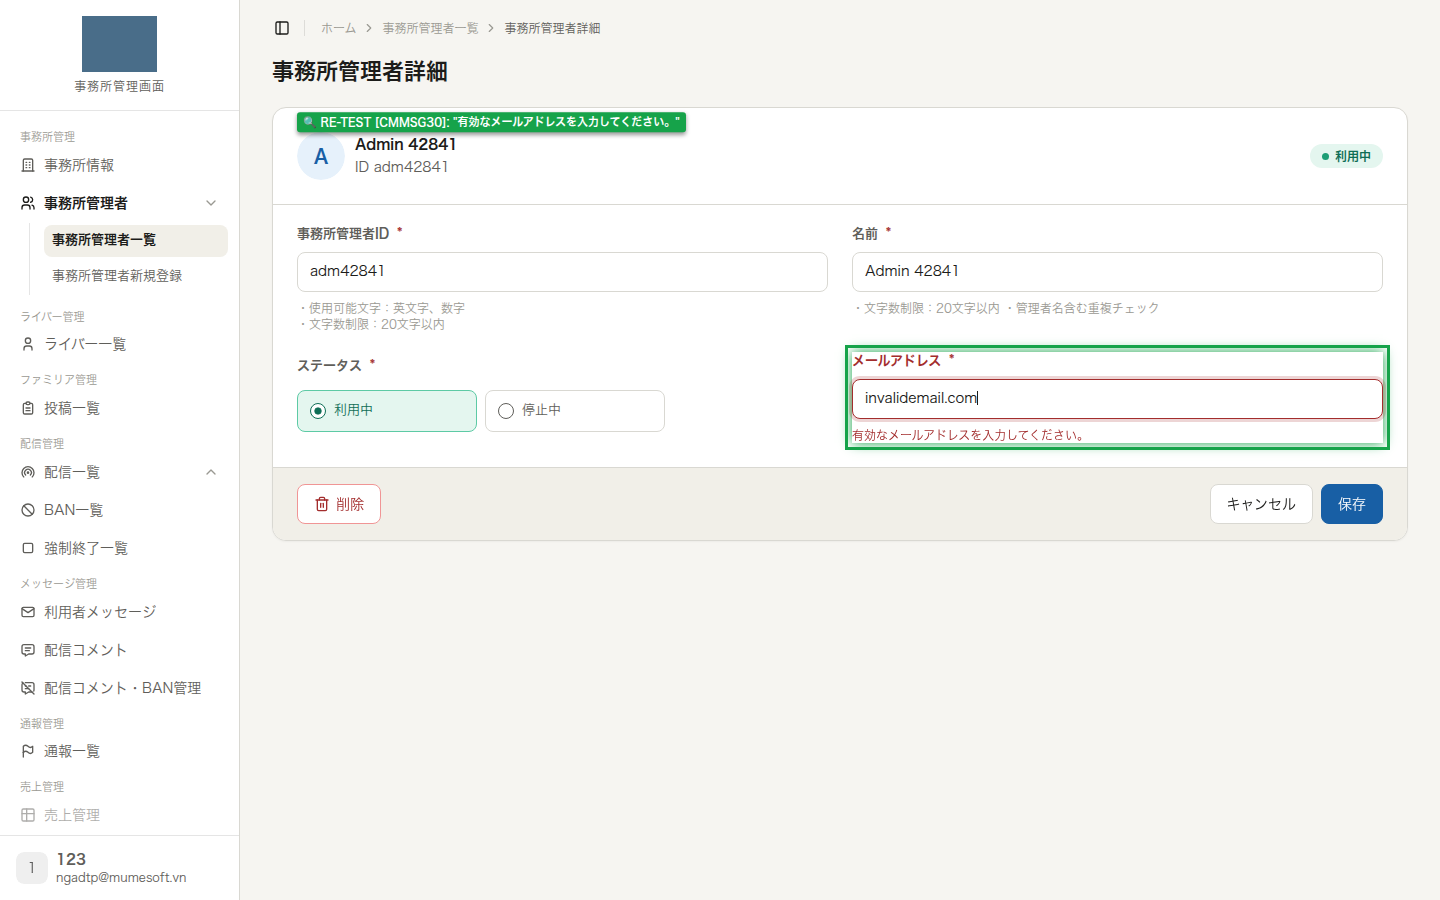 事務所管理画面
事務所管理
事務所情報
事務所管理者
事務所管理者一覧
事務所管理者新規登録
ライバー管理
ライバー一覧
ファミリア管理
投稿一覧
配信管理
配信一覧
BAN一覧
強制終了一覧
メッセージ管理
利用者メッセージ
配信コメント
配信コメント・BAN管理
通報管理
通報一覧
売上管理
売上管理
1
123
ngadtp@mumesoft.vn
ホーム > 事務所管理者一覧 > 事務所管理者詳細
事務所管理者詳細
RE-TEST [CMMSG30]: "有効なメールアドレスを入力してください。"
A
Admin 42841
ID adm42841
利用中
事務所管理者ID *
adm42841
・使用可能文字：英文字、数字
・文字数制限：20文字以内
名前 *
Admin 42841
・文字数制限：20文字以内 ・管理者名含む重複チェック
ステータス *
利用中
停止中
メールアドレス *
invalidemail.com
有効なメールアドレスを入力してください。
削除
キャンセル
保存